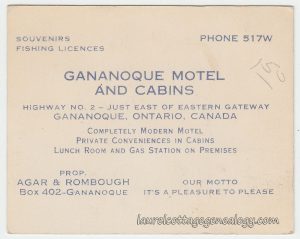 SOUVENIRS
FISHING LICENCES
PHONE 517W
150
GANANOQUE MOTEL
AND CABINS
HIGHWAY NO. 2 – JUST EAST OF EASTERN GATEWAY
GANANOQUE, ONTARIO, CANADA
COMPLETELY MODERN MOTEL
PRIVATE CONVENIENCES IN CABINS
LUNCH ROOM AND GAS STATION ON PREMISES
PROP.
AGAR & ROMBOUGH
BOX 402-GANANOQUE
OUR MOTTO
IT'S A PLEASURE TO PLEASE
laurelcottagegenealogy.com